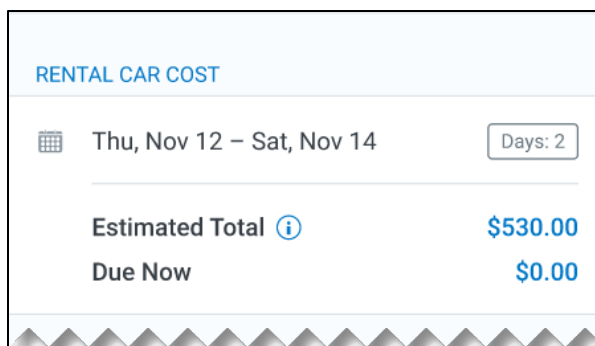 RENTAL CAR COST
Thu, Nov 12 – Sat, Nov 14 Days: 2
Estimated Total $530.00
Due Now $0.00